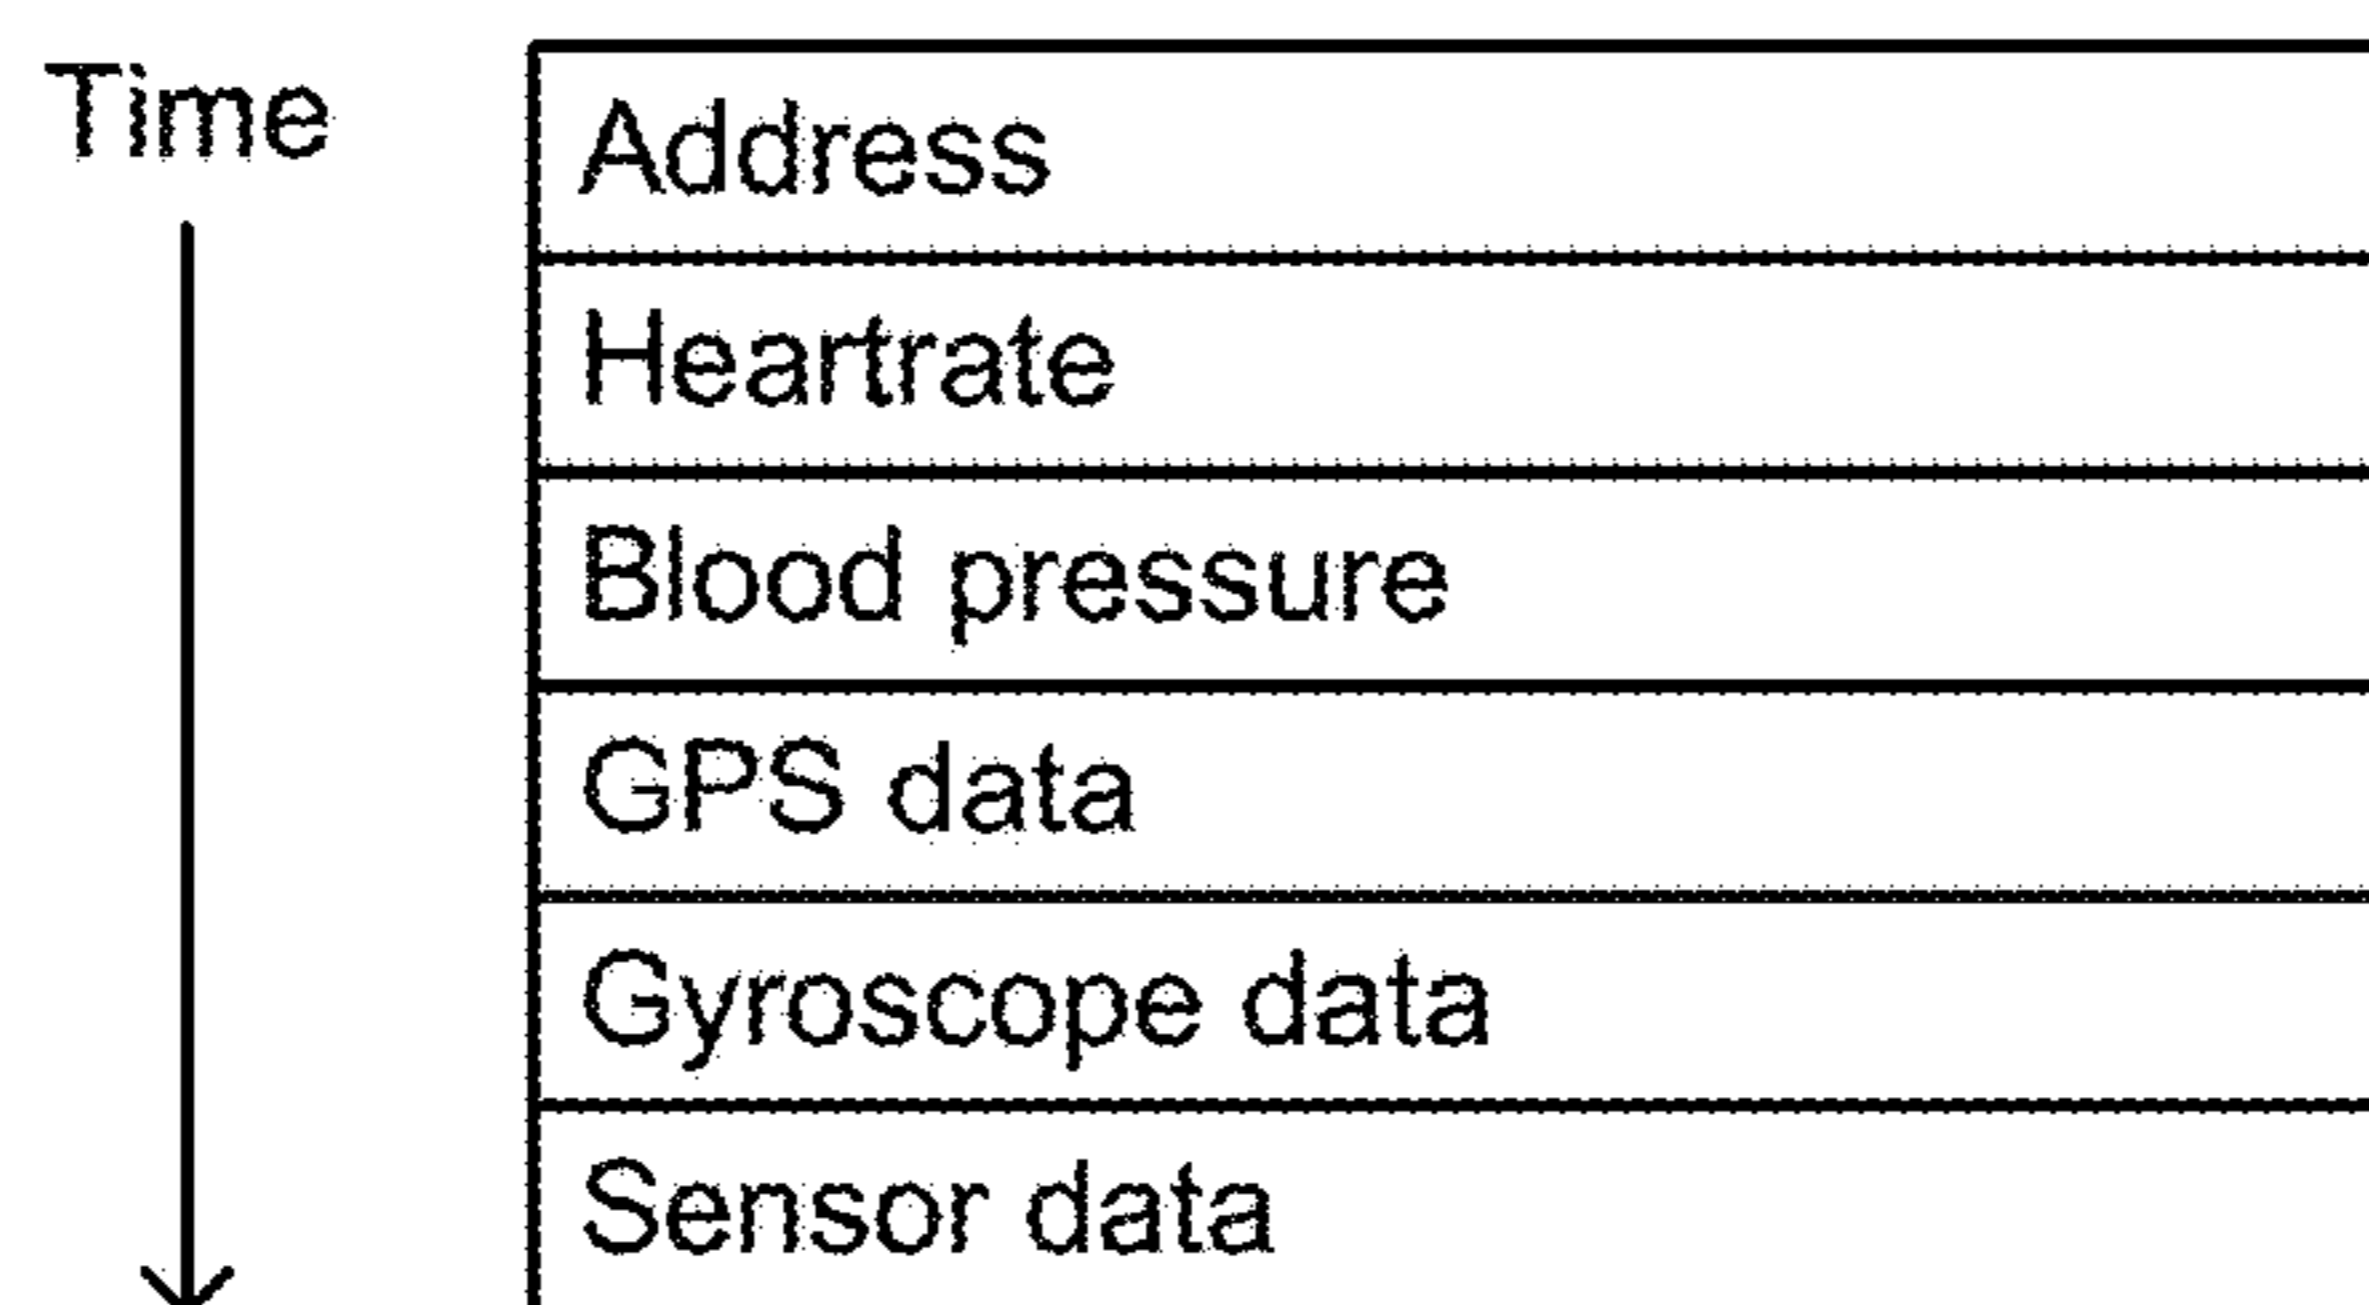 Time
Address
Heartrate
Blood pressure
GPS data
Gyroscope data
Sensor data